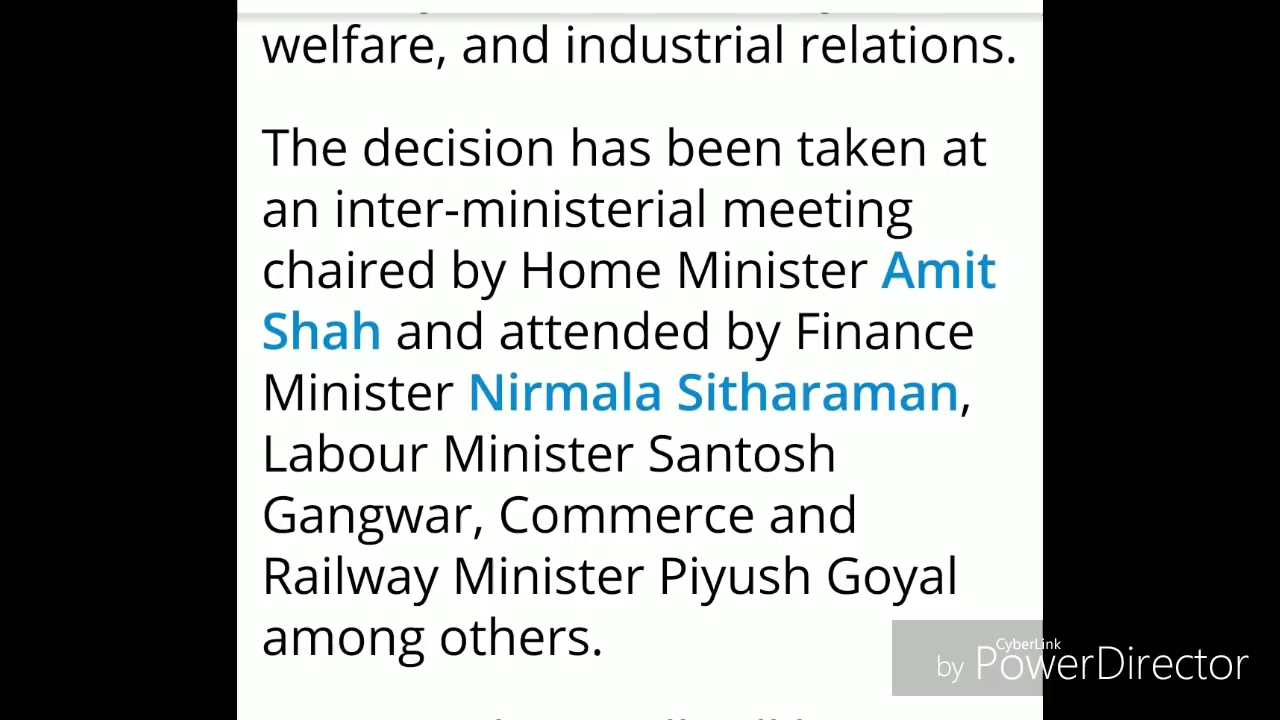 welfare, and industrial relations.
The decision has been taken at
an inter-ministerial meeting
chaired by Home Minister Amit
Shah and attended by Finance
Minister Nirmala Sitharaman,
Labour Minister Santosh
Gangwar, Commerce and
Railway Minister Piyush Goyal
among others.
CyberLink
by PowerDirector